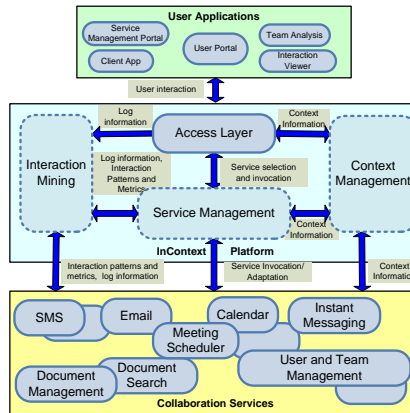 User Applications
Service
Management Portal
User Portal
Team Analysis
Client App
Interaction
Viewer
User interaction
Log
information
Access Layer
Context
Information
Interaction
Mining
Log information,
Interaction
Patterns and
Metrics
Service selection
and invocation
Context
Management
Service Management
Context
Information
InContext Platform
Interaction patterns and
metrics, log information
Service Invocation/
Adaptation
Context
Information
SMS
Email
Calendar
Instant
Messaging
Meeting
Scheduler
Document
Management
Document
Search
User and Team
Management
Collaboration Services